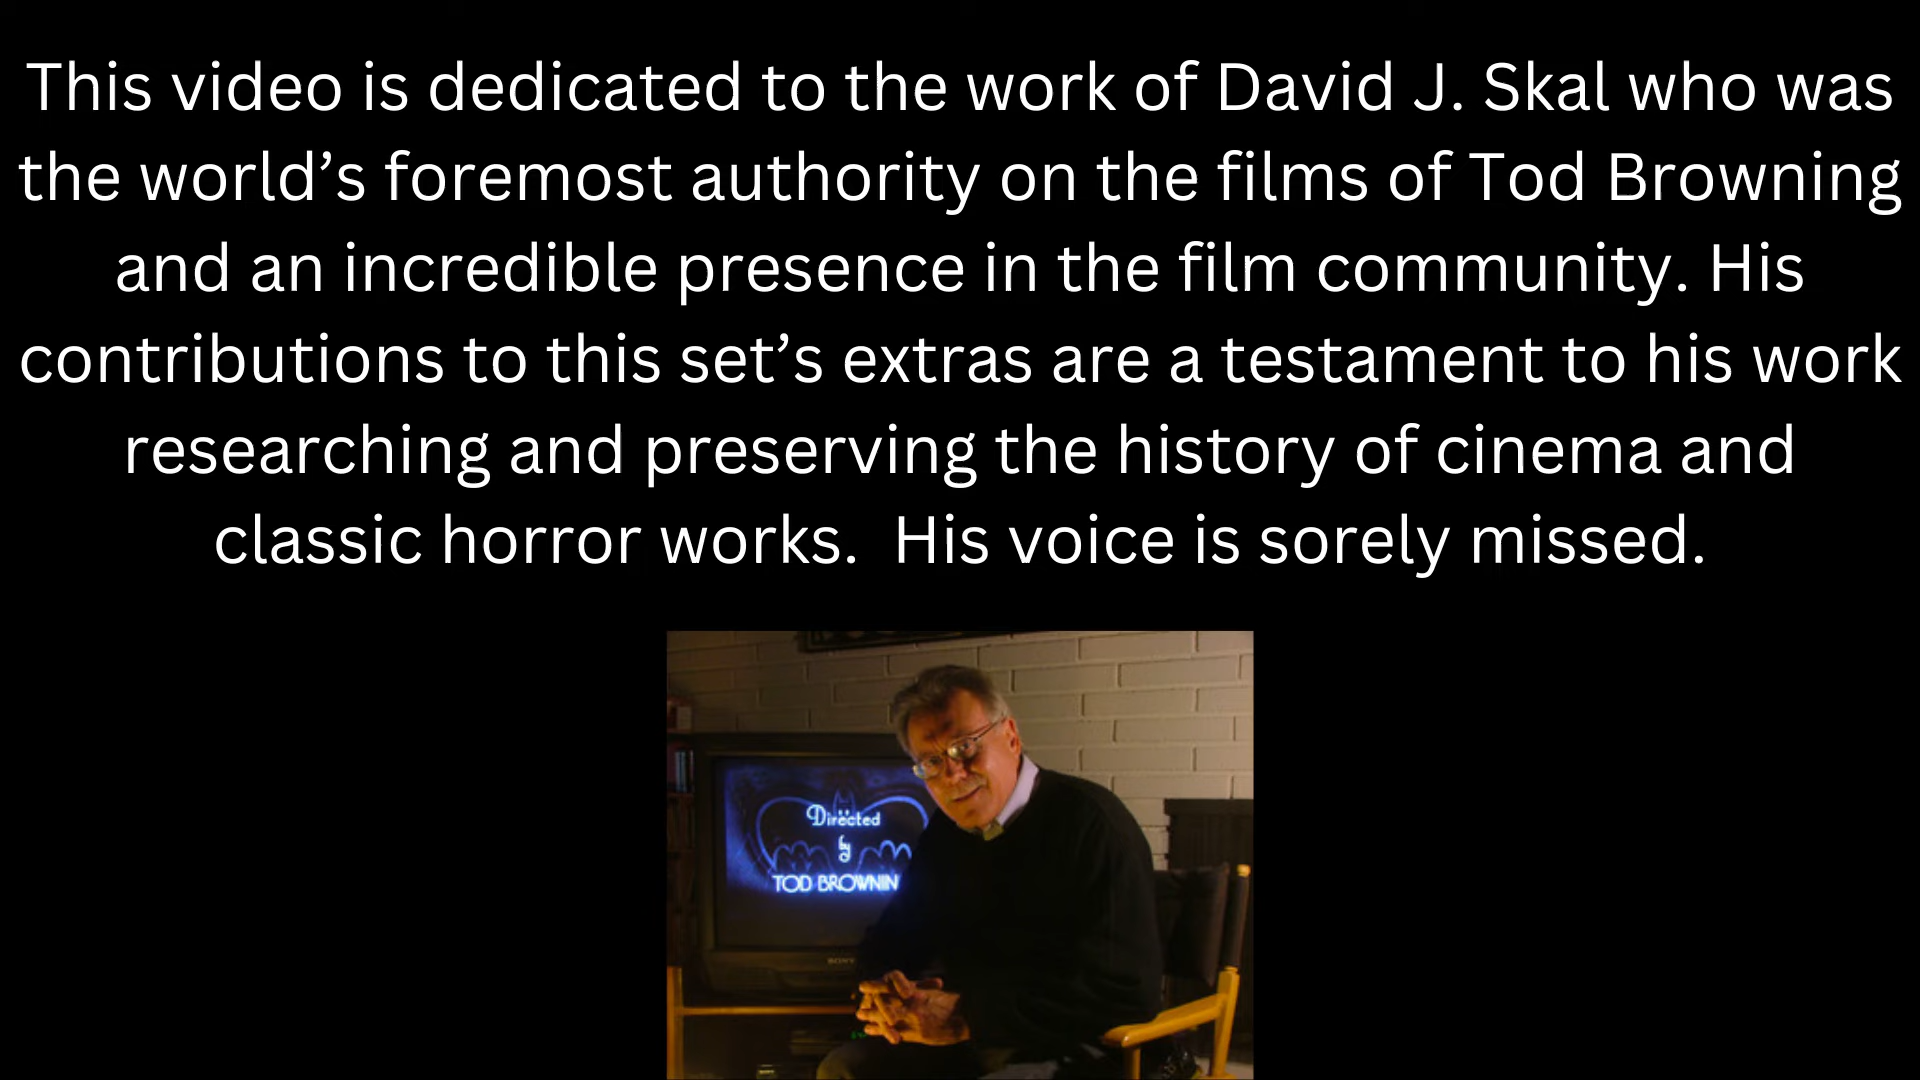 This video is dedicated to the work of David J. Skal who was
the world’s foremost authority on the films of Tod Browning
and an incredible presence in the film community. His
contributions to this set’s extras are a testament to his work
researching and preserving the history of cinema and
classic horror works.  His voice is sorely missed.
Directed
by
TOD BROWNIN
SONY